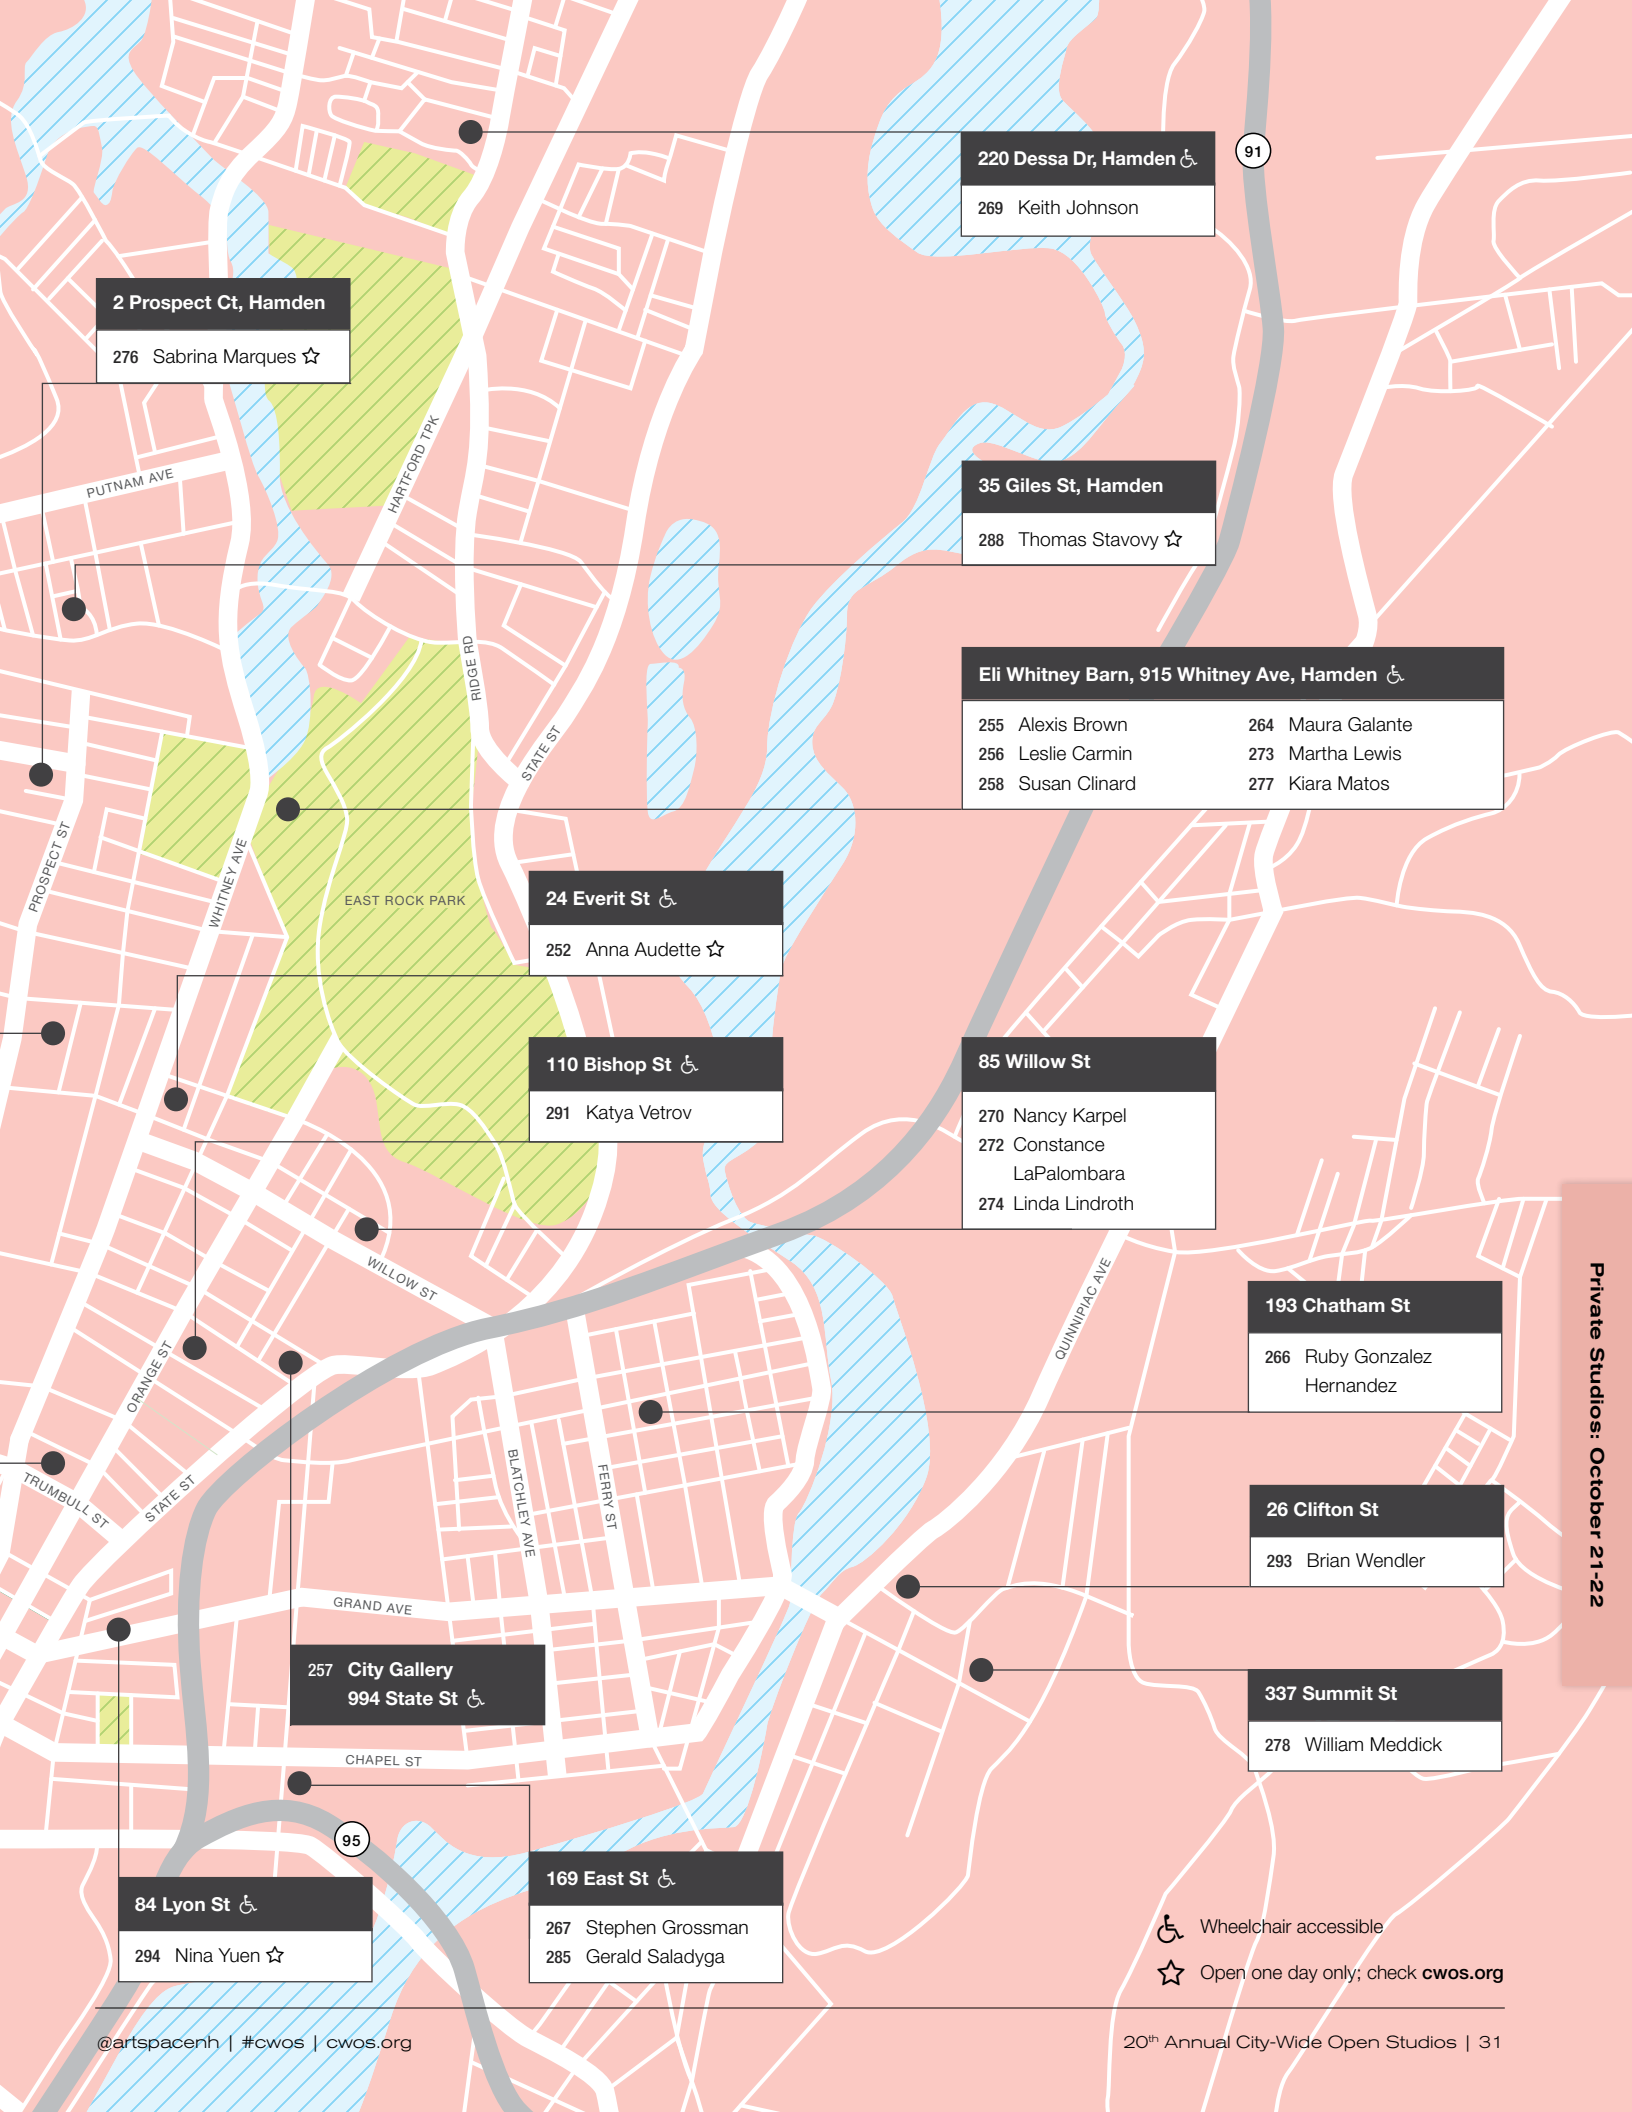 220 Dessa Dr, Hamden
269 Keith Johnson
91
2 Prospect Ct, Hamden
276 Sabrina Marques
HARTFORD TPK
PUTNAM AVE
35 Giles St, Hamden
288 Thomas Stavovy
RIDGE RD
STATE ST
Eli Whitney Barn, 915 Whitney Ave, Hamden
255 Alexis Brown
256 Leslie Carmin
258 Susan Clinard
264 Maura Galante
273 Martha Lewis
277 Kiara Matos
PROSPECT ST
WHITNEY AVE
EAST ROCK PARK
24 Everit St
252 Anna Audette
110 Bishop St
291 Katya Vetrov
85 Willow St
270 Nancy Karpel
272 Constance
LaPalombara
274 Linda Lindroth
WILLOW ST
QUINNIPIAC AVE
193 Chatham St
266 Ruby Gonzalez
Hernandez
Private Studios: October 21-22
ORANGE ST
TRUMBULL ST
STATE ST
BLATCHLEY AVE
FERRY ST
26 Clifton St
293 Brian Wendler
GRAND AVE
257 City Gallery
994 State St
337 Summit St
278 William Meddick
CHAPEL ST
95
84 Lyon St
294 Nina Yuen
169 East St
267 Stephen Grossman
285 Gerald Saladyga
Wheelchair accessible
Open one day only; check cwos.org
@artspacenh | #cwos | cwos.org
20th Annual City-Wide Open Studios | 31